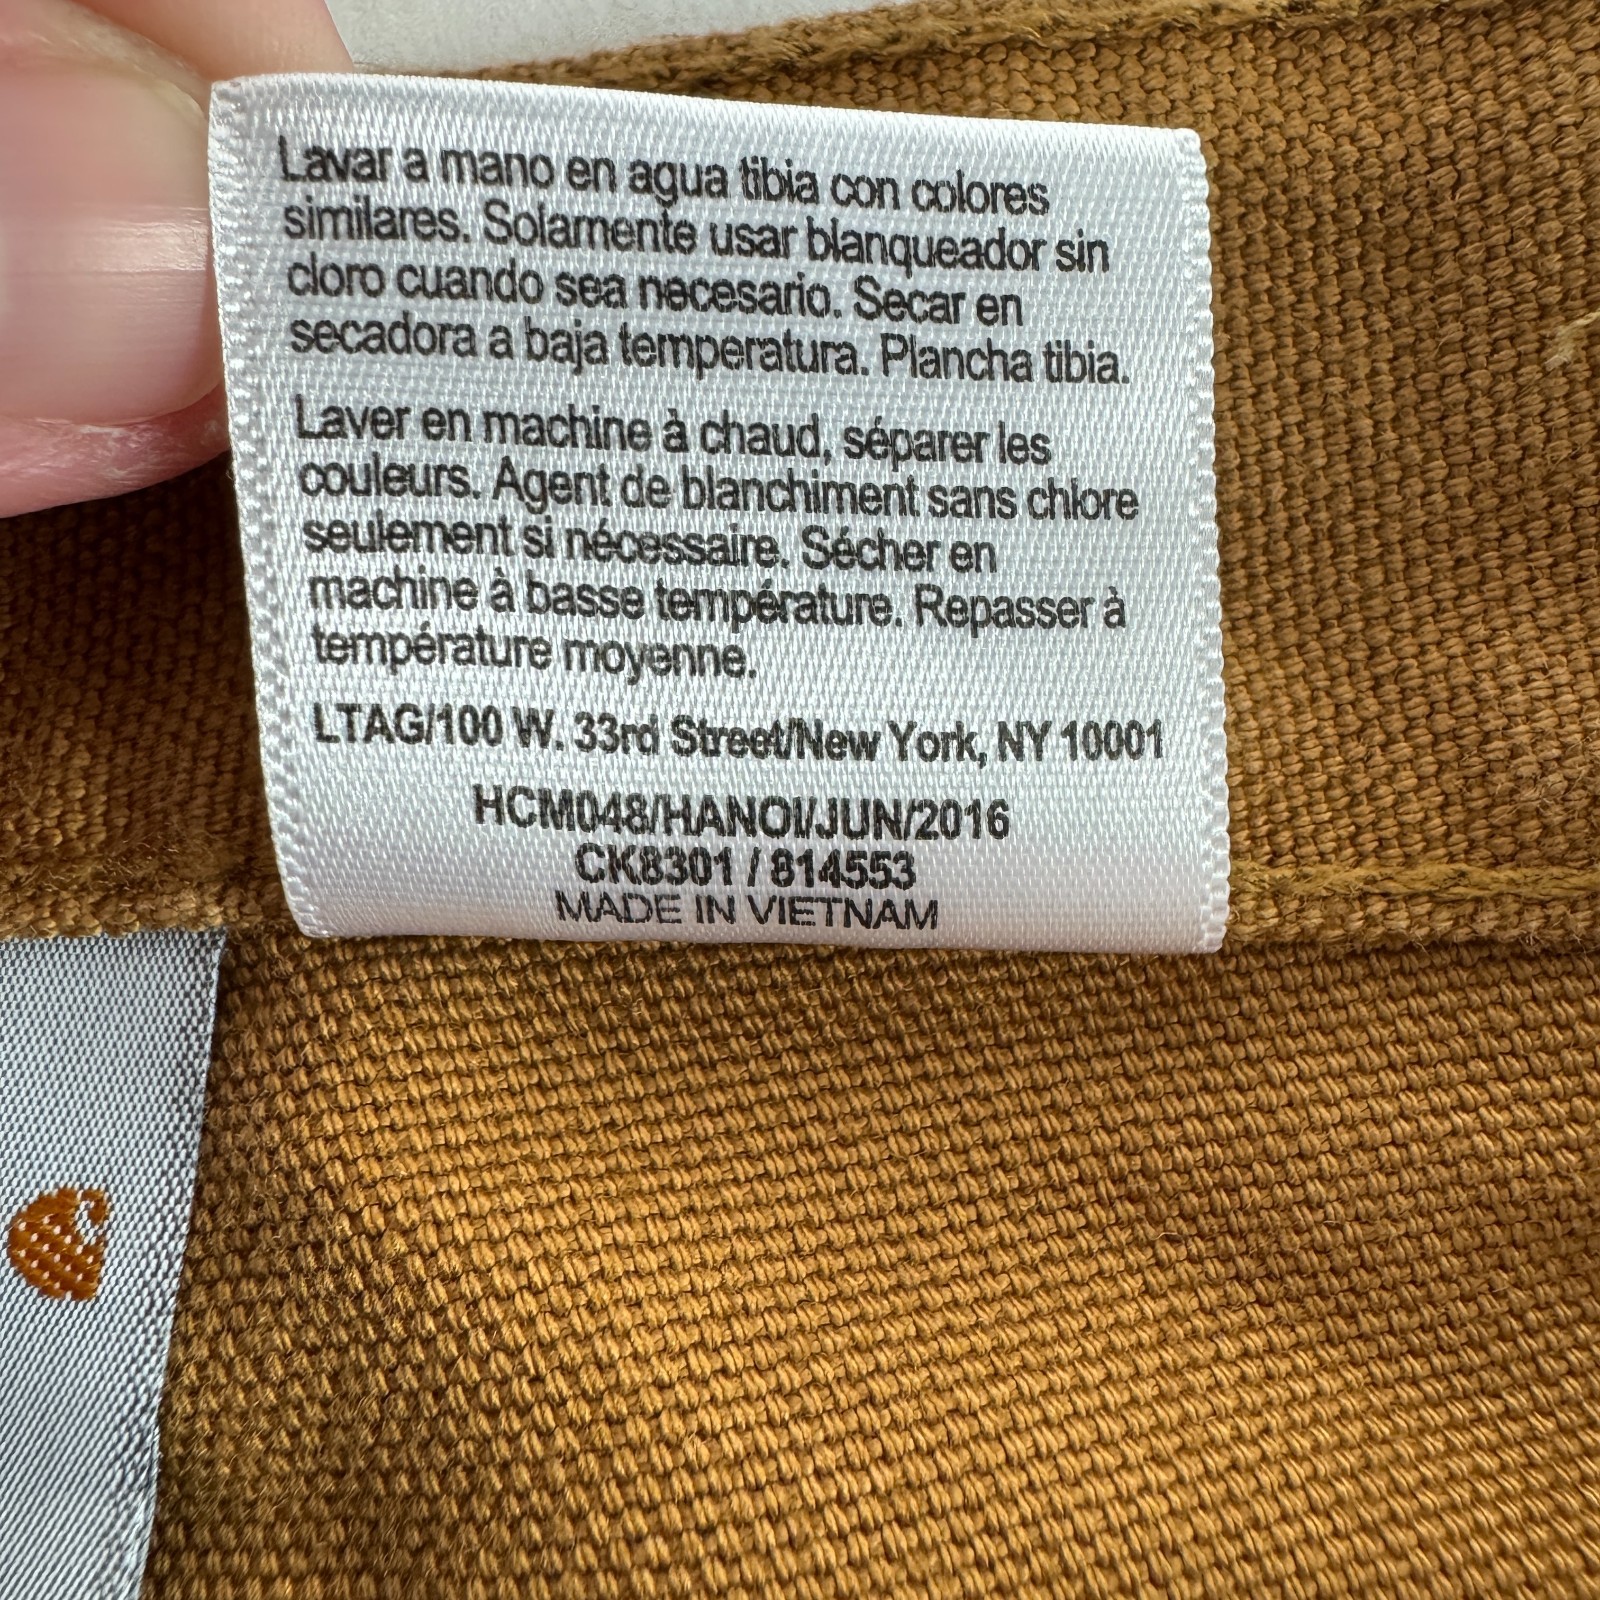 Lavar a mano en agua tibia con colores
similares. Solamente usar blanqueador sin
cloro cuando sea necesario. Secar en
secadora a baja temperatura. Plancha tibia.
Laver en machine à chaud, séparer les
couleurs. Agent de blanchiment sans chlore
seulement si nécessaire. Sécher en
machine à basse température. Repasser à
température moyenne.
LTAG/100 W. 33rd Street/New York, NY 10001
HCM048/HANOI/JUN/2016
CK8301 / 814553
MADE IN VIETNAM